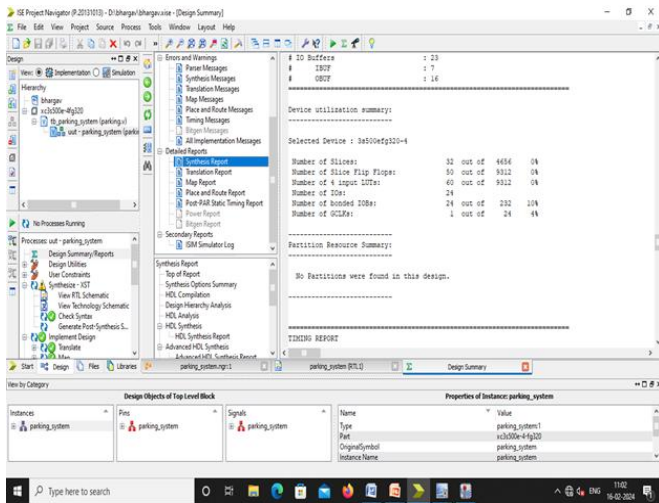 ISE Project Navigator (P.20131013) - D:\bhargav\bhargav.xise - [Design Summary]
File Edit View Project Source Process Tools Window Layout Help
Design
View: Implementation Simulation
Hierarchy
bhargav
xc3s500e-4fg320
tb_parking_system (parking.v)
uut - parking_system (parki
No Processes Running
Processes: uut - parking_system
Design Summary/Reports
Design Utilities
User Constraints
Synthesize - XST
View RTL Schematic
View Technology Schematic
Check Syntax
Generate Post-Synthesis S...
Implement Design
Translate
Map
Start Design Files Libraries
Errors and Warnings
Parser Messages
Synthesis Messages
Translation Messages
Map Messages
Place and Route Messages
Timing Messages
Bitgen Messages
All Implementation Messages
Detailed Reports
Synthesis Report
Translation Report
Map Report
Place and Route Report
Post-PAR Static Timing Report
Power Report
Bitgen Report
Secondary Reports
ISIM Simulator Log
Synthesis Report
Top of Report
Synthesis Options Summary
HDL Compilation
Design Hierarchy Analysis
HDL Analysis
HDL Synthesis
HDL Synthesis Report
Advanced HDL Synthesis
Advanced HDL Synthesis Report
# IO Buffers : 23
# IBUF : 7
# OBUF : 16
Device utilization summary:
Selected Device : 3s500efg320-4
Number of Slices: 32 out of 4656 0%
Number of Slice Flip Flops: 50 out of 9312 0%
Number of 4 input LUTs: 60 out of 9312 0%
Number of IOs: 24
Number of bonded IOBs: 24 out of 232 10%
Number of GCLKs: 1 out of 24 4%
Partition Resource Summary:
No Partitions were found in this design.
TIMING REPORT
parking_system.ngr:1 parking_system (RTL1) Design Summary
View by Category
Design Objects of Top Level Block
Instances Pins Signals
parking_system parking_system parking_system
Properties of Instance: parking_system
Name Value
Type parking_system:1
Part xc3s500e-4-fg320
OriginalSymbol parking_system
Instance Name parking_system
Type here to search
ENG
11:02
16-02-2024